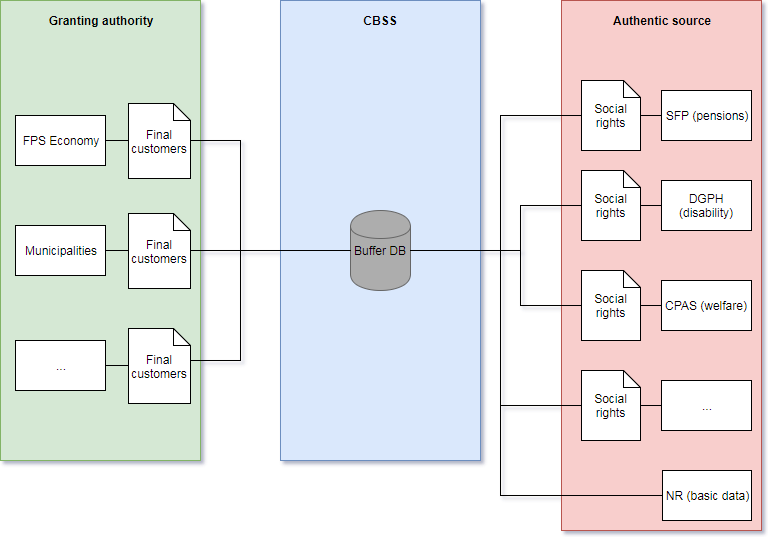 Granting authority
CBSS
Authentic source
FPS Economy
Final
customers
Municipalities
Final
customers
...
Final
customers
Buffer DB
Social
rights
SFP (pensions)
Social
rights
DGPH
(disability)
Social
rights
CPAS (welfare)
Social
rights
...
NR (basic data)